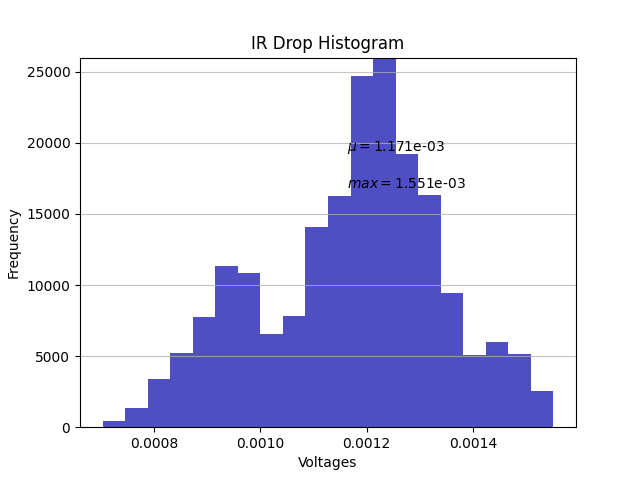 IR Drop Histogram
25000
20000
15000
10000
5000
0
Frequency
μ = 1.171e-03
max = 1.551e-03
0.0008 0.0010 0.0012 0.0014
Voltages